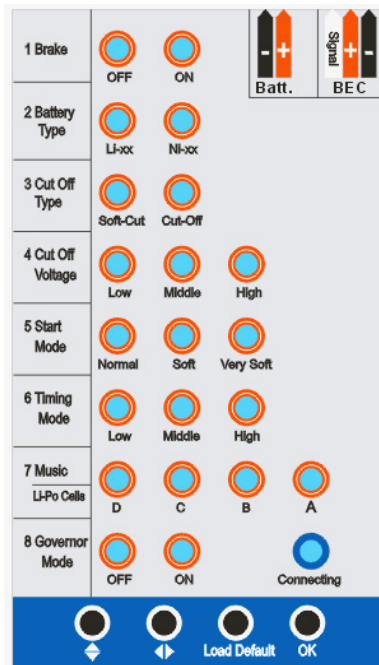 - + Signal + -
Batt. BEC
1 Brake
OFF ON
2 Battery
Type
Li-xx Ni-xx
3 Cut Off
Type
Soft-Cut Cut-Off
4 Cut Off
Voltage
Low Middle High
5 Start
Mode
Normal Soft Very Soft
6 Timing
Mode
Low Middle High
7 Music
Li-Po Cells
D C B A
8 Governor
Mode
OFF ON Connecting
Load Default OK